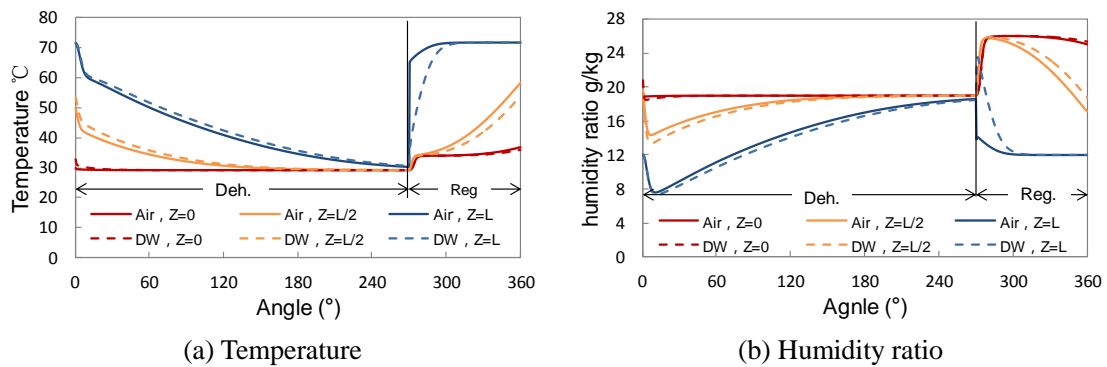 80
70
60
50
40
30
20
10
0
Temperature ℃
Deh.
Reg
Air , Z=0
Air , Z=L/2
Air , Z=L
DW , Z=0
DW , Z=L/2
DW , Z=L
0
60
120
180
240
300
360
Angle (°)
(a) Temperature
28
24
20
16
12
8
4
0
humidity ratio g/kg
Deh.
Reg.
Air , Z=0
Air , Z=L/2
Air , Z=L
DW , Z=0
DW , Z=L/2
DW , Z=L
0
60
120
180
240
300
360
Agnle (°)
(b) Humidity ratio